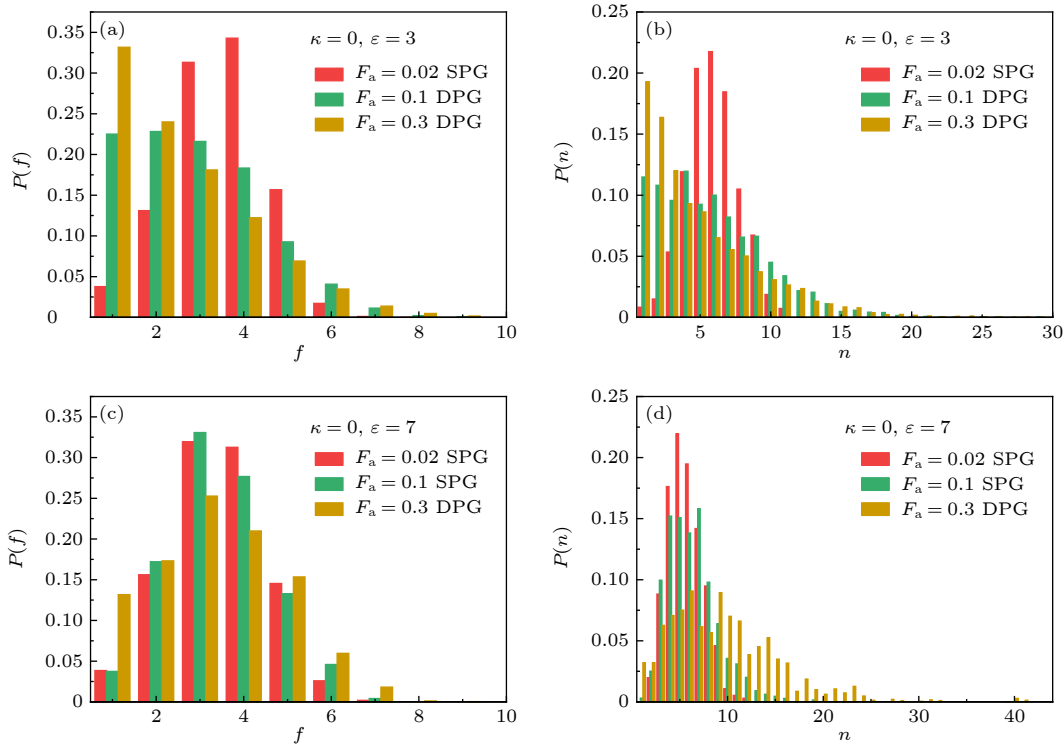 (a)
κ = 0, ε = 3
F_a = 0.02 SPG
F_a = 0.1 DPG
F_a = 0.3 DPG
P(f)
0.35
0.30
0.25
0.20
0.15
0.10
0.05
0
2 4 6 8 10
f
(b)
κ = 0, ε = 3
F_a = 0.02 SPG
F_a = 0.1 DPG
F_a = 0.3 DPG
P(n)
0.25
0.20
0.15
0.10
0.05
0
5 10 15 20 25 30
n
(c)
κ = 0, ε = 7
F_a = 0.02 SPG
F_a = 0.1 SPG
F_a = 0.3 DPG
P(f)
0.35
0.30
0.25
0.20
0.15
0.10
0.05
0
2 4 6 8 10
f
(d)
κ = 0, ε = 7
F_a = 0.02 SPG
F_a = 0.1 SPG
F_a = 0.3 DPG
P(n)
0.25
0.20
0.15
0.10
0.05
0
10 20 30 40
n